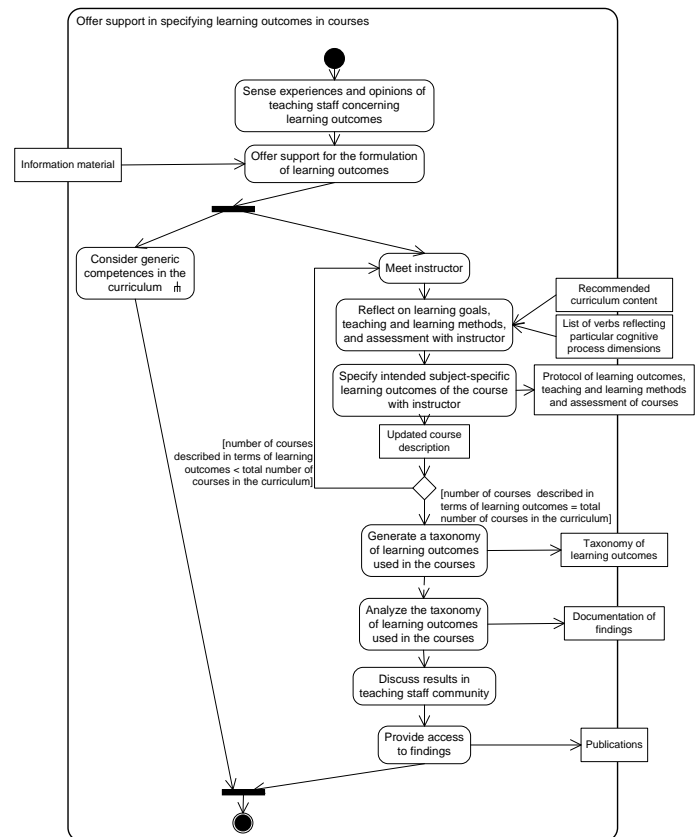 Offer support in specifying learning outcomes in courses
Sense experiences and opinions of
teaching staff concerning
learning outcomes
Information material
Offer support for the formulation
of learning outcomes
Consider generic
competences in the
curriculum
Meet instructor
Recommended
curriculum content
Reflect on learning goals,
teaching and learning methods,
and assessment with instructor
List of verbs reflecting
particular cognitive
process dimensions
Specify intended subject-specific
learning outcomes of the course
with instructor
Protocol of learning outcomes,
teaching and learning methods
and assessment of courses
Updated course
description
[number of courses
described in terms of learning
outcomes < total number of
courses in the curriculum]
[number of courses described in
terms of learning outcomes = total
number of courses in the curriculum]
Generate a taxonomy
of learning outcomes
used in the courses
Taxonomy of
learning outcomes
Analyze the taxonomy
of learning outcomes
used in the courses
Documentation of
findings
Discuss results in
teaching staff community
Provide access
to findings
Publications